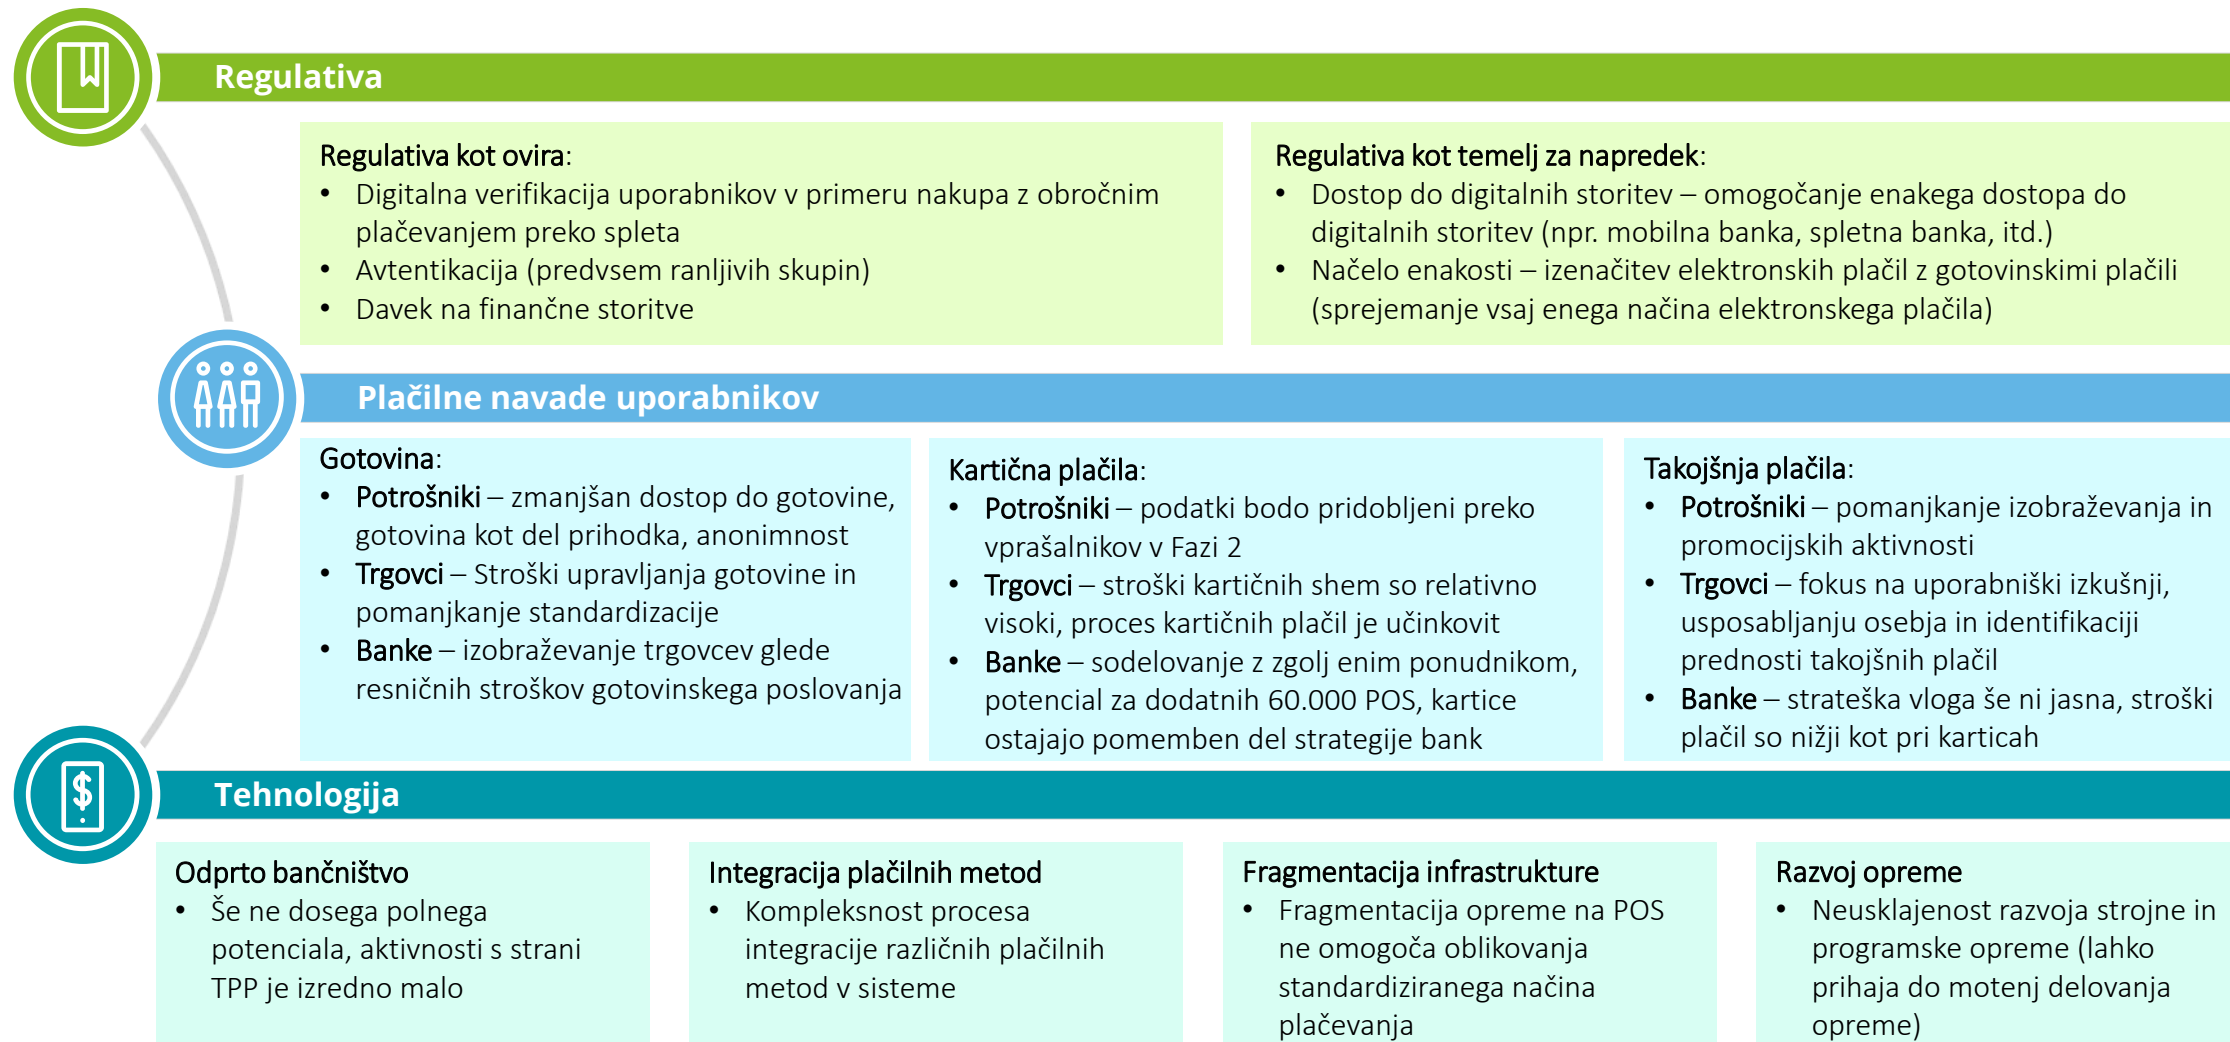 Regulativa
Regulativa kot ovira:
• Digitalna verifikacija uporabnikov v primeru nakupa z obročnim
plačevanjem preko spleta
• Avtentikacija (predvsem ranljivih skupin)
• Davek na finančne storitve
Regulativa kot temelj za napredek:
• Dostop do digitalnih storitev – omogočanje enakega dostopa do
digitalnih storitev (npr. mobilna banka, spletna banka, itd.)
• Načelo enakosti – izenačitev elektronskih plačil z gotovinskimi plačili
(sprejemanje vsaj enega načina elektronskega plačila)
Plačilne navade uporabnikov
Gotovina:
• Potrošniki – zmanjšan dostop do gotovine,
gotovina kot del prihodka, anonimnost
• Trgovci – Stroški upravljanja gotovine in
pomanjkanje standardizacije
• Banke – izobraževanje trgovcev glede
resničnih stroškov gotovinskega poslovanja
Kartična plačila:
• Potrošniki – podatki bodo pridobljeni preko
vprašalnikov v Fazi 2
• Trgovci – stroški kartičnih shem so relativno
visoki, proces kartičnih plačil je učinkovit
• Banke – sodelovanje z zgolj enim ponudnikom,
potencial za dodatnih 60.000 POS, kartice
ostajajo pomemben del strategije bank
Takojšnja plačila:
• Potrošniki – pomanjkanje izobraževanja in
promocijskih aktivnosti
• Trgovci – fokus na uporabniški izkušnji,
usposabljanju osebja in identifikaciji
prednosti takojšnih plačil
• Banke – strateška vloga še ni jasna, stroški
plačil so nižji kot pri karticah
$
Tehnologija
Odprto bančništvo
• Še ne dosega polnega
potenciala, aktivnosti s strani
TPP je izredno malo
Integracija plačilnih metod
• Kompleksnost procesa
integracije različnih plačilnih
metod v sisteme
Fragmentacija infrastrukture
• Fragmentacija opreme na POS
ne omogoča oblikovanja
standardiziranega načina
plačevanja
Razvoj opreme
• Neusklajenost razvoja strojne in
programske opreme (lahko
prihaja do motenj delovanja
opreme)